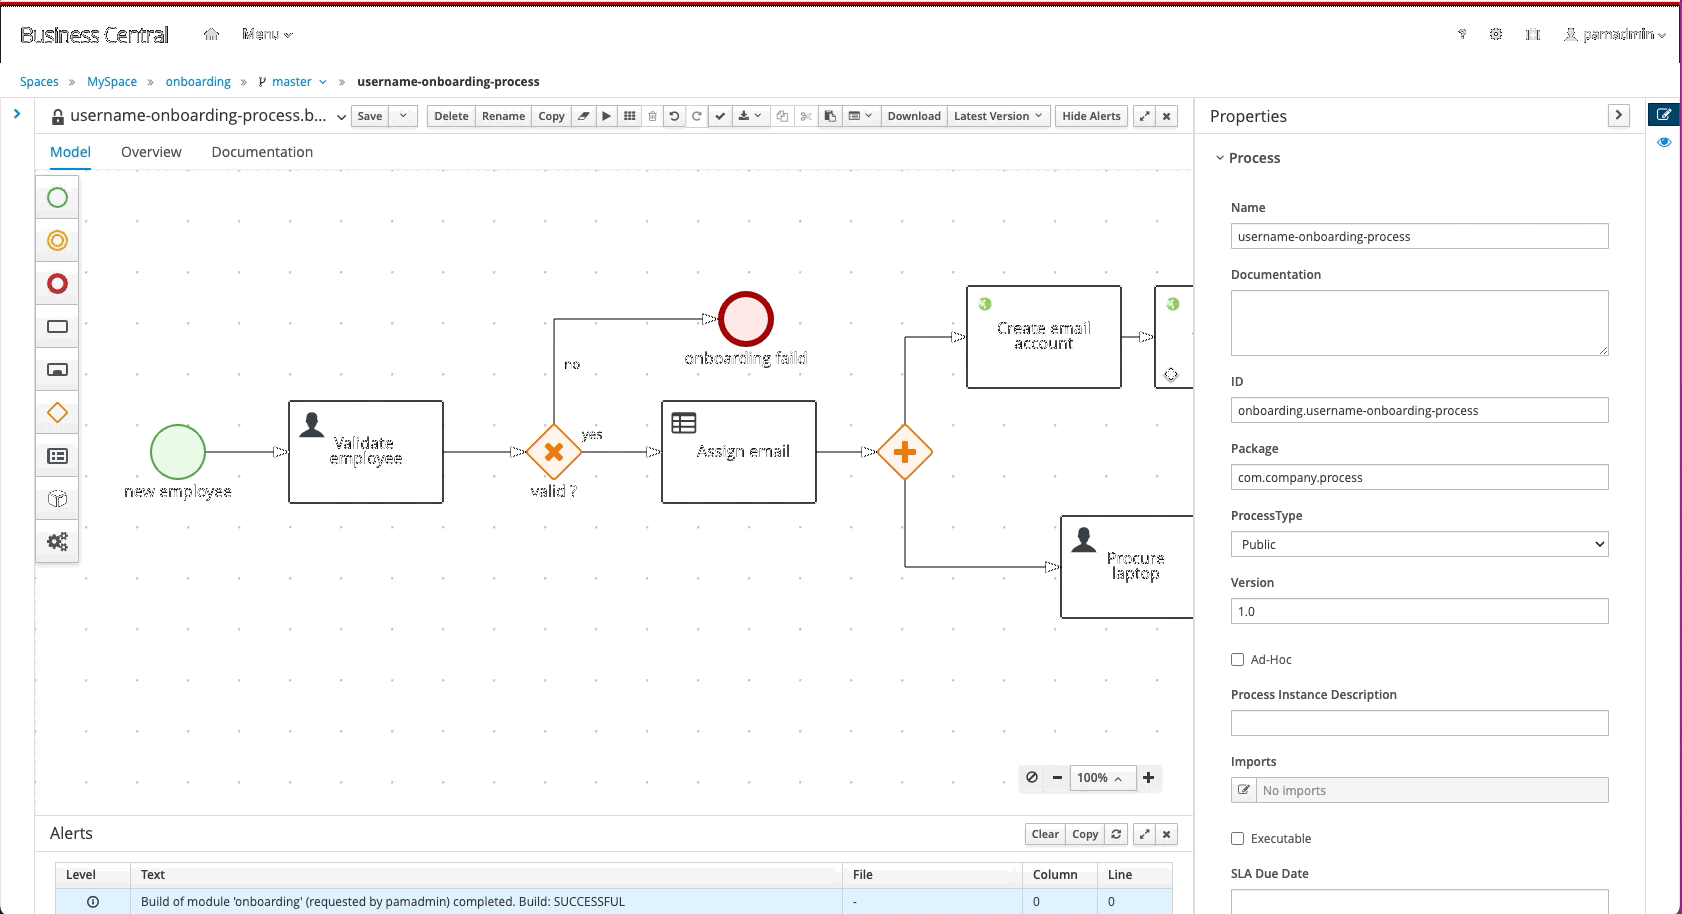 Business Central
Menu
pamadmin
Spaces » MySpace » onboarding » master » username-onboarding-process
username-onboarding-process.b...
Save
Delete Rename Copy
Download Latest Version
Hide Alerts
Model Overview Documentation
new employee
Validate
employee
valid ?
no
yes
onboarding faild
Assign email
Create email
account
Procure
laptop
100%
Alerts
Clear Copy
Level Text File Column Line
Build of module 'onboarding' (requested by pamadmin) completed. Build: SUCCESSFUL - 0 0
Properties
Process
Name
username-onboarding-process
Documentation
ID
onboarding.username-onboarding-process
Package
com.company.process
ProcessType
Public
Version
1.0
Ad-Hoc
Process Instance Description
Imports
No imports
Executable
SLA Due Date